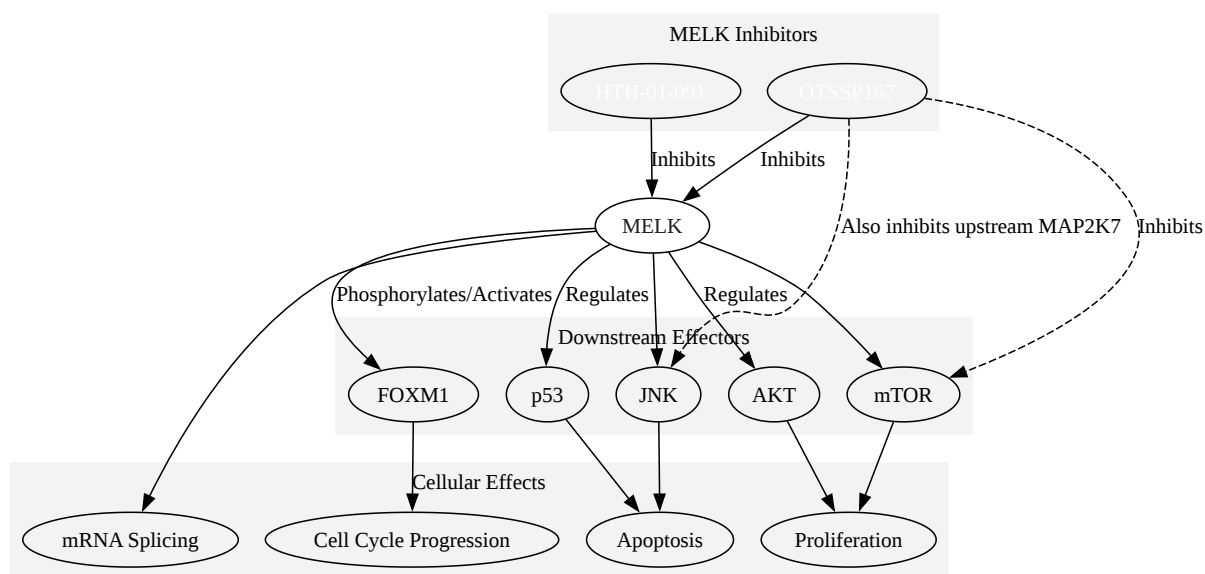 MELK Inhibitors
HTH-01-091
OTSSP167
Inhibits
Inhibits
MELK
Also inhibits upstream MAP2K7
Inhibits
Phosphorylates/Activates
Regulates
Regulates
Downstream Effectors
FOXM1
p53
JNK
AKT
mTOR
Cellular Effects
mRNA Splicing
Cell Cycle Progression
Apoptosis
Proliferation